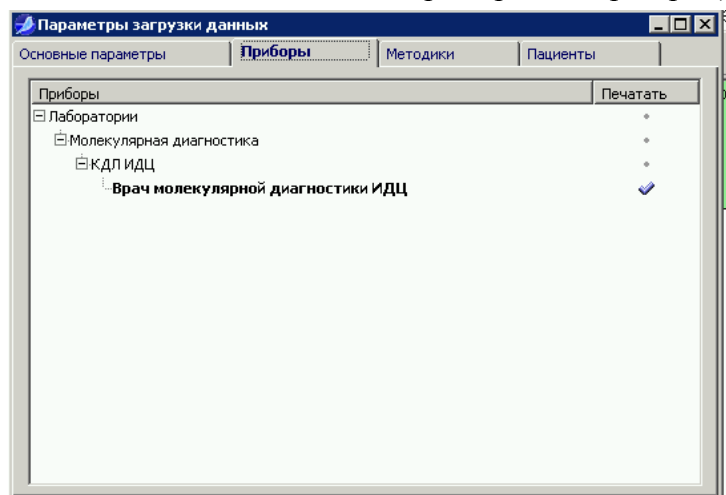 Параметры загрузки данных
Основные параметры Приборы Методики Пациенты
Приборы Печатать
Лаборатории
Молекулярная диагностика
КДЛ ИДЦ
Врач молекулярной диагностики ИДЦ